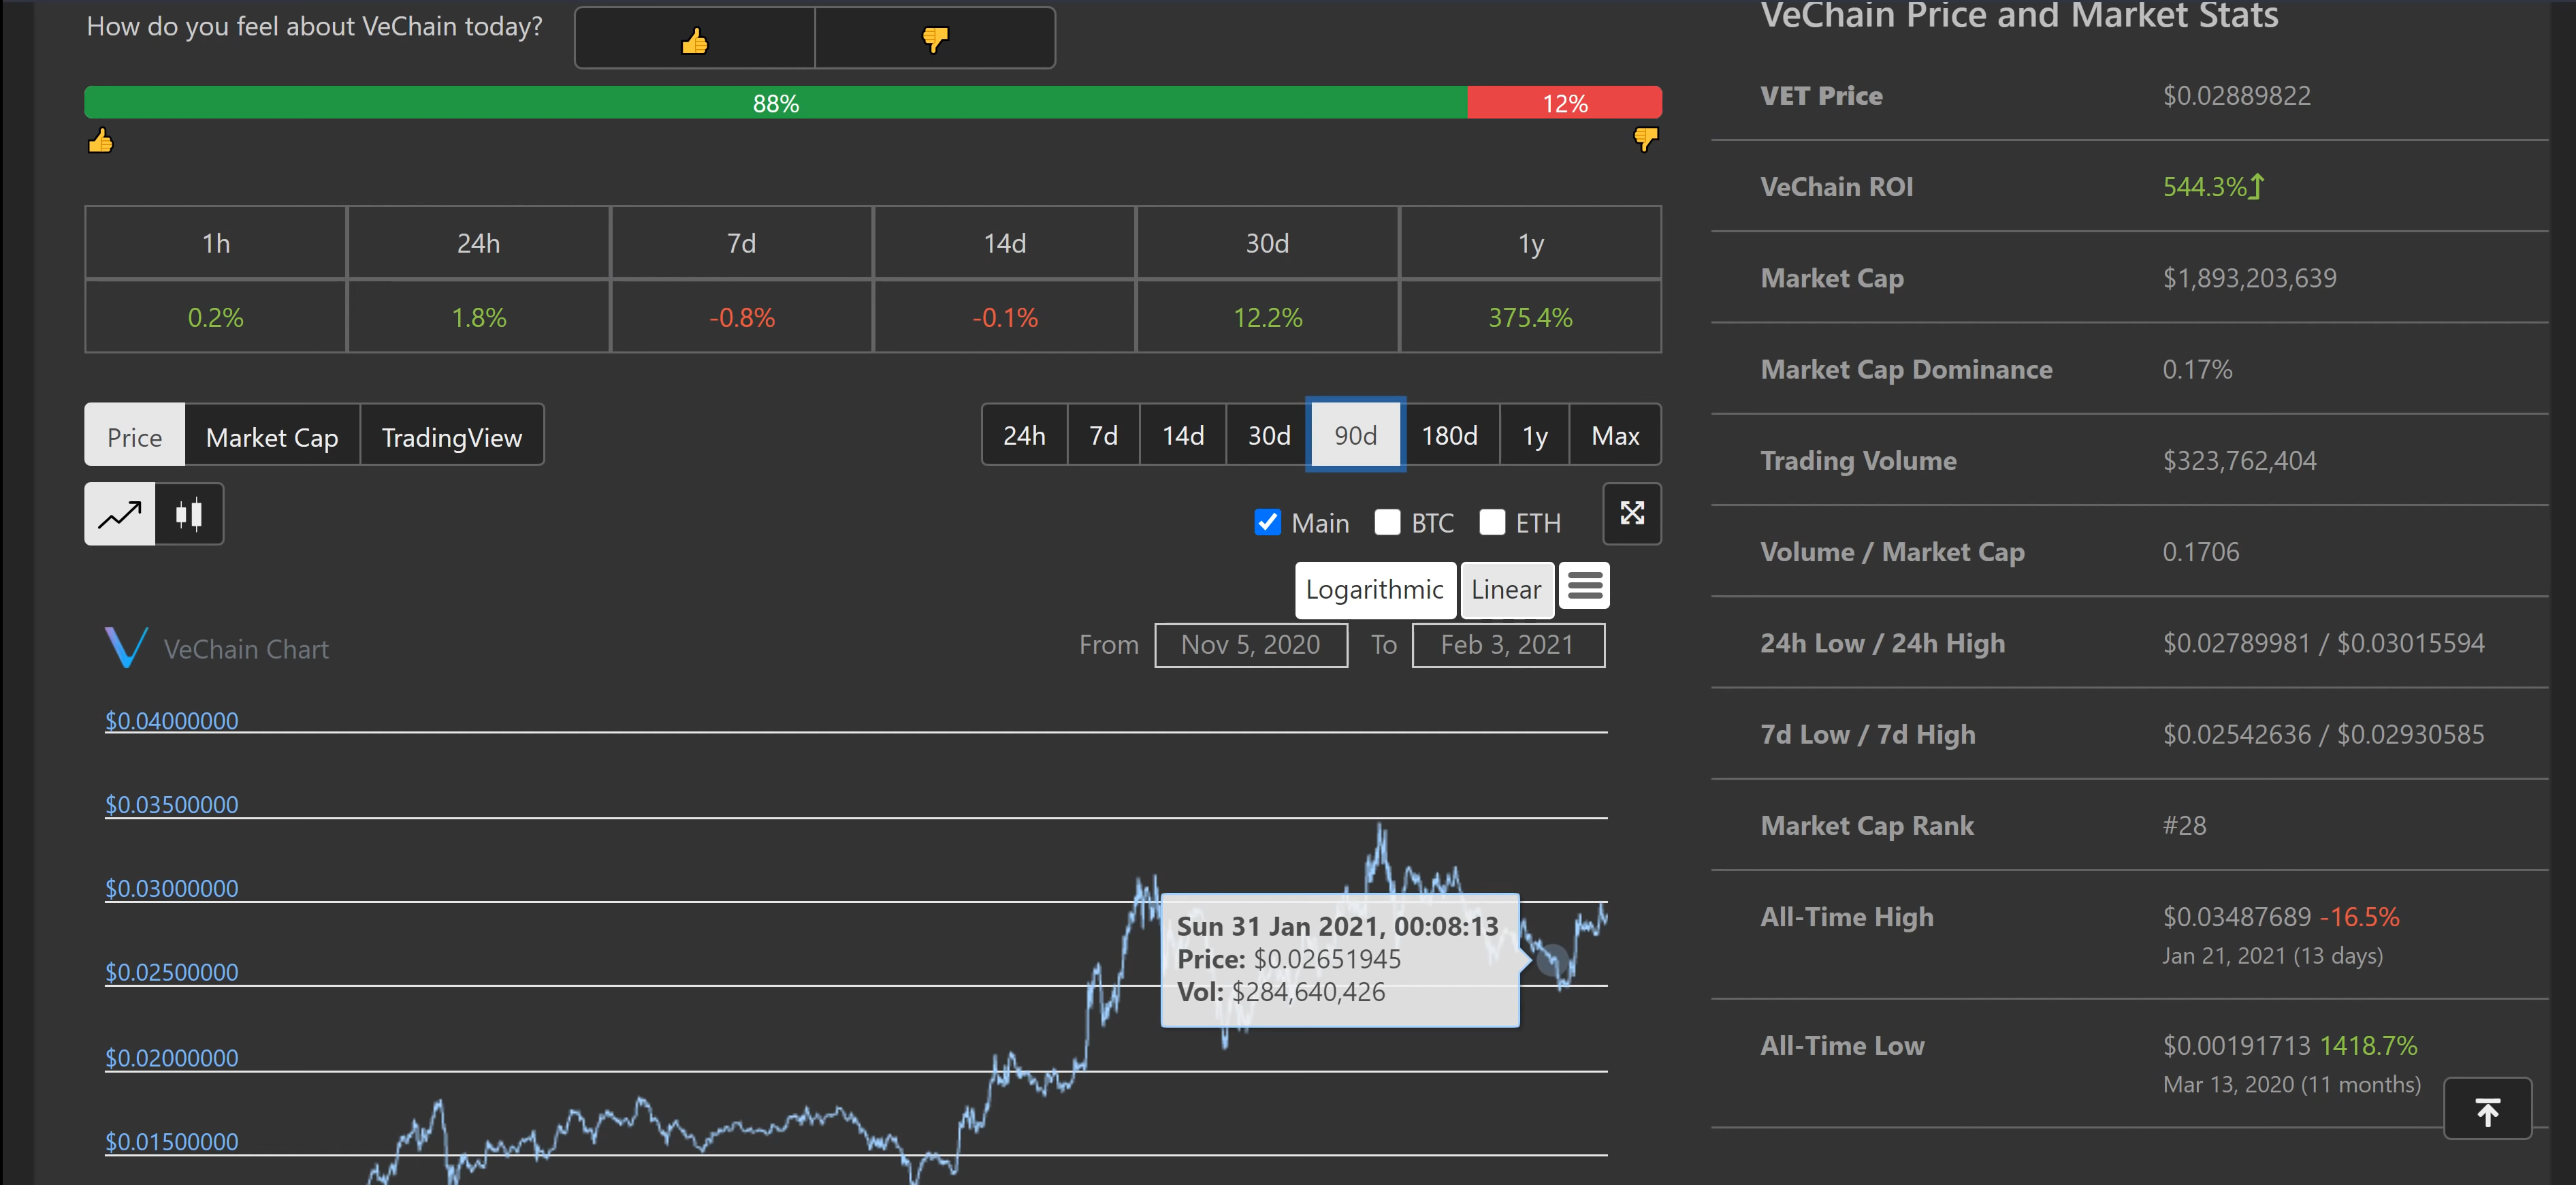 How do you feel about VeChain today?
88% 12%
1h 24h 7d 14d 30d 1y
0.2% 1.8% -0.8% -0.1% 12.2% 375.4%
Price Market Cap TradingView
24h 7d 14d 30d 90d 180d 1y Max
Main BTC ETH
Logarithmic Linear
VeChain Chart
From Nov 5, 2020 To Feb 3, 2021
$0.04000000
$0.03500000
$0.03000000
$0.02500000
$0.02000000
$0.01500000
Sun 31 Jan 2021, 00:08:13
Price: $0.02651945
Vol: $284,640,426
VeChain Price and Market Stats
VET Price $0.02889822
VeChain ROI 544.3%
Market Cap $1,893,203,639
Market Cap Dominance 0.17%
Trading Volume $323,762,404
Volume / Market Cap 0.1706
24h Low / 24h High $0.02789981 / $0.03015594
7d Low / 7d High $0.02542636 / $0.02930585
Market Cap Rank #28
All-Time High $0.03487689 -16.5%
Jan 21, 2021 (13 days)
All-Time Low $0.00191713 1418.7%
Mar 13, 2020 (11 months)